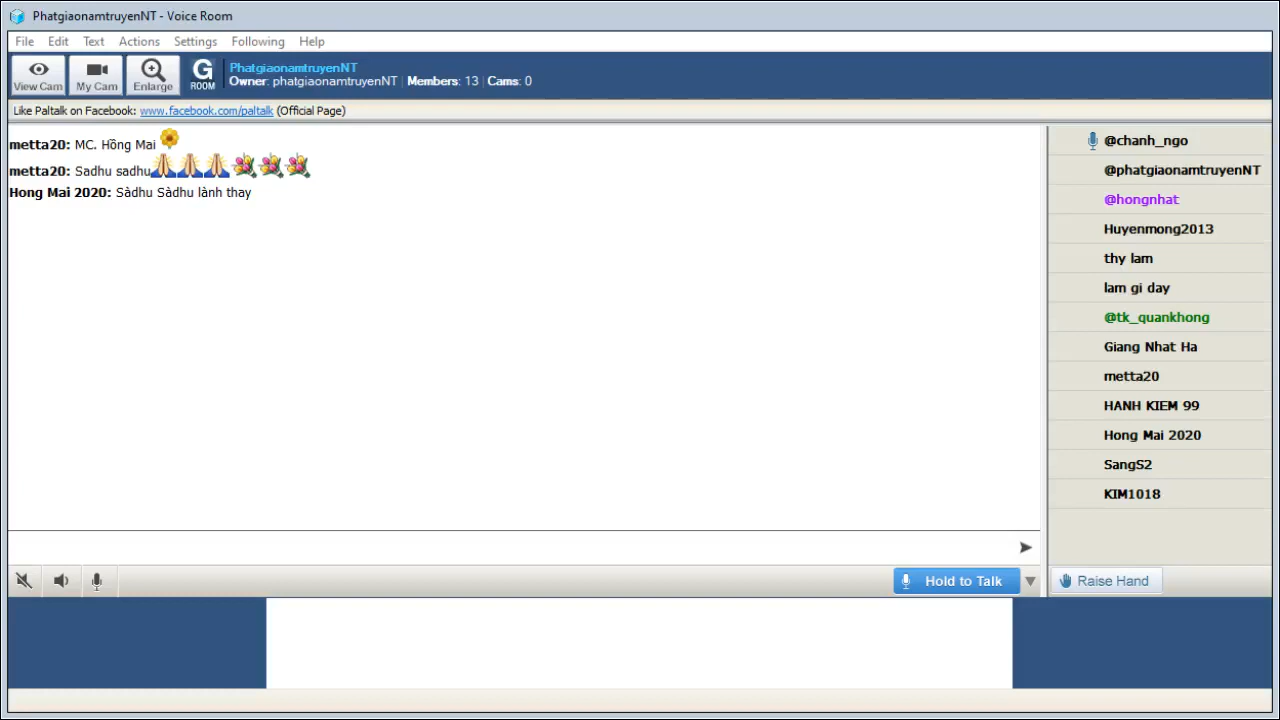 PhatgiaonamtruyenNT - Voice Room
File Edit Text Actions Settings Following Help
View Cam
My Cam
Enlarge
G
ROOM
PhatgiaonamtruyenNT
Owner: phatgiaonamtruyenNT | Members: 13 | Cams: 0
Like Paltalk on Facebook: www.facebook.com/paltalk (Official Page)
metta20: MC. Hồng Mai
metta20: Sadhu sadhu
Hong Mai 2020: Sàdhu Sàdhu lành thay
@chanh_ngo
@phatgiaonamtruyenNT
@hongnhat
Huyenmong2013
thy lam
lam gi day
@tk_quankhong
Giang Nhat Ha
metta20
HANH KIEM 99
Hong Mai 2020
SangS2
KIM1018
Hold to Talk
Raise Hand